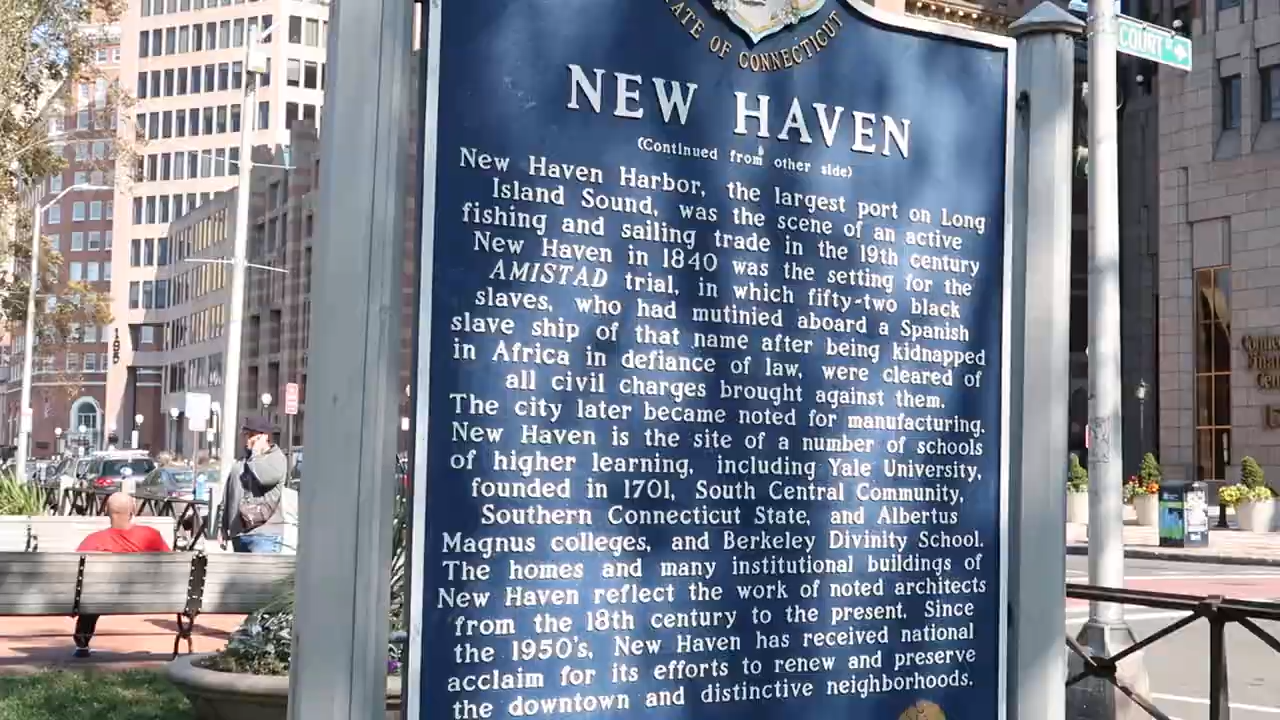 STATE OF CONNECTICUT
NEW HAVEN
(Continued from other side)
New Haven Harbor, the largest port on Long
Island Sound, was the scene of an active
fishing and sailing trade in the 19th century
New Haven in 1840 was the setting for the
AMISTAD trial, in which fifty-two black
slaves, who had mutinied aboard a Spanish
slave ship of that name after being kidnapped
in Africa in defiance of law, were cleared of
all civil charges brought against them.
The city later became noted for manufacturing.
New Haven is the site of a number of schools
of higher learning, including Yale University,
founded in 1701, South Central Community,
Southern Connecticut State, and Albertus
Magnus colleges, and Berkeley Divinity School.
The homes and many institutional buildings of
New Haven reflect the work of noted architects
from the 18th century to the present. Since
the 1950's, New Haven has received national
acclaim for its efforts to renew and preserve
the downtown and distinctive neighborhoods.
COURT ST
195